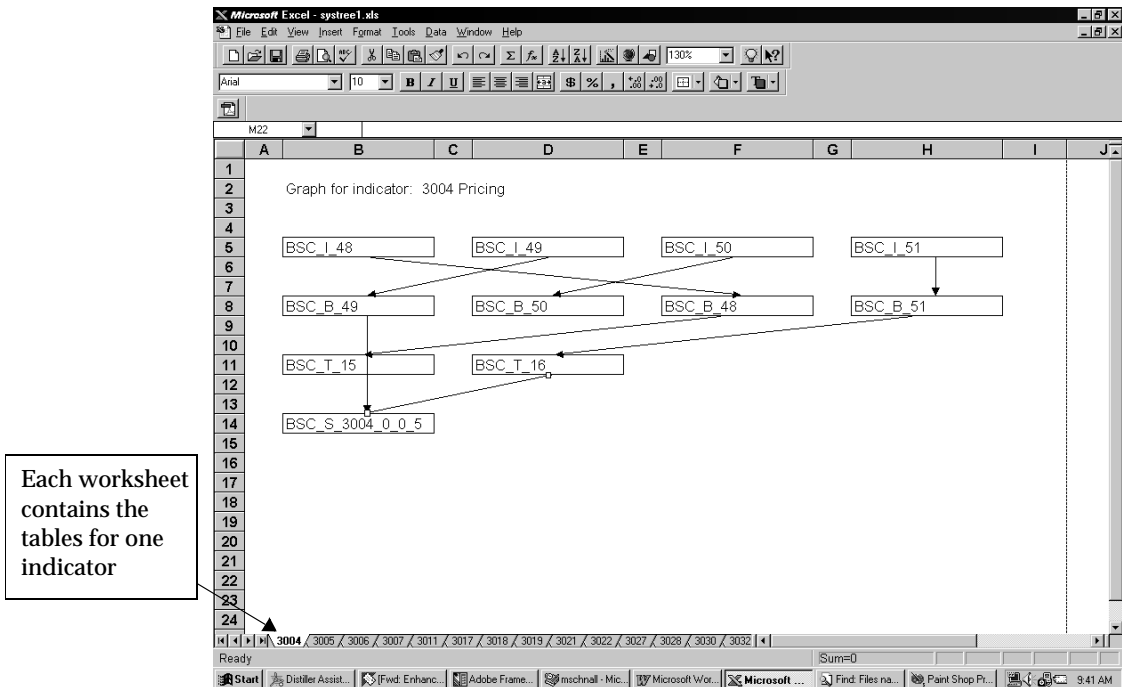 Microsoft Excel - systree1.xls
File Edit View Insert Format Tools Data Window Help
130%
Arial 10 B I U $ % ,
M22
A B C D E F G H I J
1
2 Graph for indicator: 3004 Pricing
3
4
5 BSC_I_48 BSC_I_49 BSC_I_50 BSC_I_51
6
7
8 BSC_B_49 BSC_B_50 BSC_B_48 BSC_B_51
9
10
11 BSC_T_15 BSC_T_16
12
13
14 BSC_S_3004_0_0_5
15
16
17
18
19
20
21
22
23
24
Each worksheet
contains the
tables for one
indicator
3004 3005 3006 3007 3011 3017 3018 3019 3021 3022 3027 3028 3030 3032
Ready Sum=0
Start Distiller Assist... [Fwd: Enhanc... Adobe Frame... mschnall - Mic... Microsoft Wor... Microsoft ... Find: Files na... Paint Shop Pr... 9:41 AM